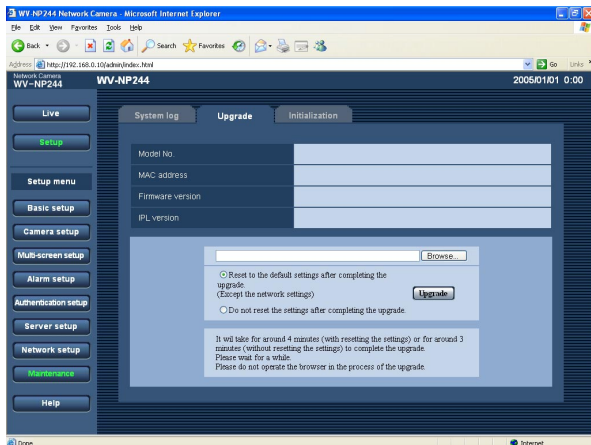 WV-NP244 Network Camera - Microsoft Internet Explorer
File Edit View Favorites Tools Help
Back Search Favorites
Address http://192.168.0.10/admin/index.html Go Links
Network Camera
WV-NP244
WV-NP244
2005/01/01 0:00
Live
Setup
Setup menu
Basic setup
Camera setup
Multi-screen setup
Alarm setup
Authentication setup
Server setup
Network setup
Maintenance
Help
System log Upgrade Initialization
Model No.
MAC address
Firmware version
IPL version
Browse...
Reset to the default settings after completing the
upgrade.
(Except the network settings)
Upgrade
Do not reset the settings after completing the upgrade.
It wil take for around 4 minutes (with resetting the settings) or for around 3
minutes (without resetting the settings) to complete the upgrade.
Please wait for a while.
Please do not operate the browser in the process of the upgrade.
Done Internet